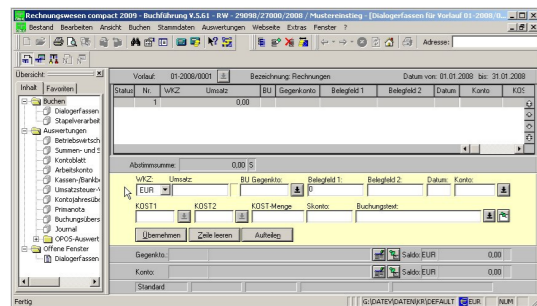 Rechnungswesen compact 2009 - Buchführung V.5.61 - RW - 29098/27000/2008 / Mustereinstieg - [Dialogerfassen für Vorlauf 01-2008/0...
Bestand Bearbeiten Ansicht Buchen Stammdaten Auswertungen Webseite Extras Fenster ?
Adresse:
Übersicht:
Inhalt Favoriten
Buchen
Dialogerfassen
Stapelverarbeit
Auswertungen
Betriebswirtsch
Summen- und S
Kontoblatt
Arbeitskonto
Kassen-/Bankb
Umsatzsteuer-V
Kontojahresübe
Primanota
Buchungsübers
Journal
OPOS-Auswert
Offene Fenster
Dialogerfassen
Vorlauf: 01-2008/0001 Bezeichnung: Rechnungen Datum von: 01.01.2008 bis: 31.01.2008
Status Nr. WKZ Umsatz BU Gegenkonto Belegfeld 1 Belegfeld 2 Datum Konto KOS
1 0,00
Abstimmsumme: 0,00 S
WKZ: Umsatz: BU Gegenkto: Belegfeld 1: Belegfeld 2: Datum: Konto:
EUR 0
KOST1 KOST2 KOST-Menge Skonto: Buchungstext:
Übernehmen Zeile leeren Aufteilen
Gegenkto.: Saldo: EUR 0,00
Konto: Saldo: EUR 0,00
Standard
Fertig G:\DATEV\DATEN\KR\DEFAULT EUR NUM